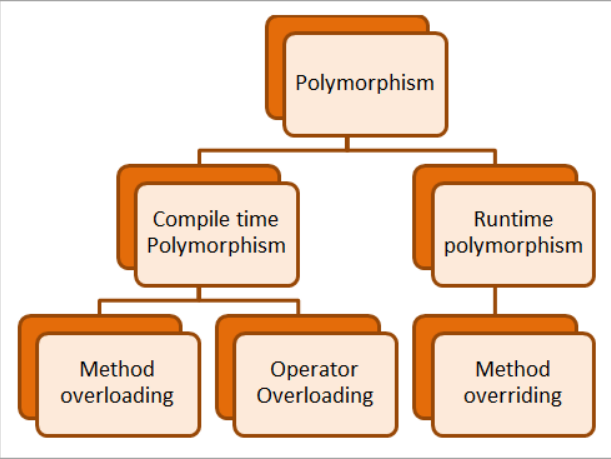 Polymorphism
Compile time
Polymorphism
Runtime
polymorphism
Method
overloading
Operator
Overloading
Method
overriding